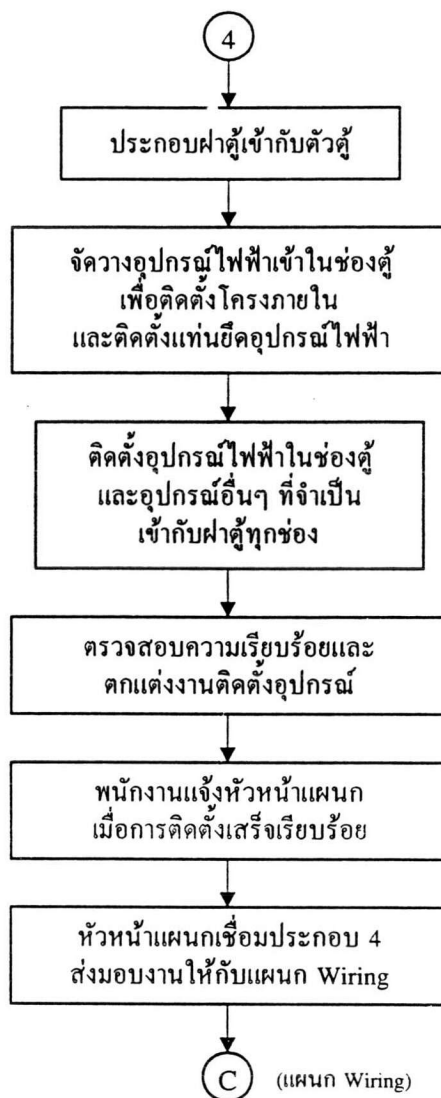 4
ประกอบฝาตู้เข้ากับตัวตู้
จัดวางอุปกรณ์ไฟฟ้าเข้าในช่องตู้
เพื่อติดตั้งโครงภายใน
และติดตั้งแท่นยึดอุปกรณ์ไฟฟ้า
ติดตั้งอุปกรณ์ไฟฟ้าในช่องตู้
และอุปกรณ์อื่นๆ ที่จำเป็น
เข้ากับฝาตู้ทุกช่อง
ตรวจสอบความเรียบร้อยและ
ตกแต่งงานติดตั้งอุปกรณ์
พนักงานแจ้งหัวหน้าแผนก
เมื่อการติดตั้งเสร็จเรียบร้อย
หัวหน้าแผนกเชื่อมประกอบ 4
ส่งมอบงานให้กับแผนก Wiring
C (แผนก Wiring)